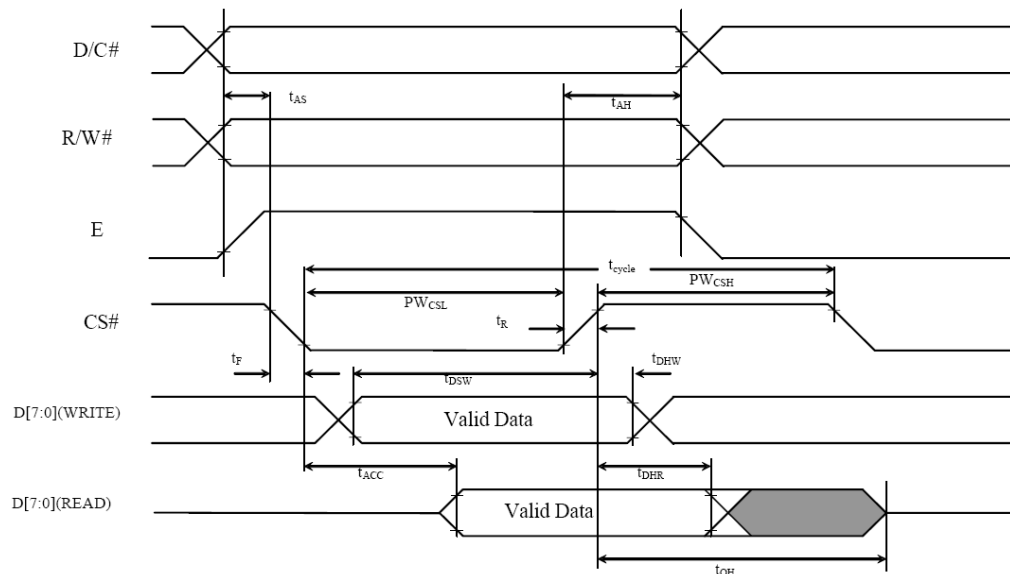 D/C#
tAS
tAH
R/W#
E
tcycle
PWCSL
PWCSH
CS#
tR
tF
tDSW
tDHW
D[7:0](WRITE)
Valid Data
tACC
tDHR
D[7:0](READ)
Valid Data
tOH